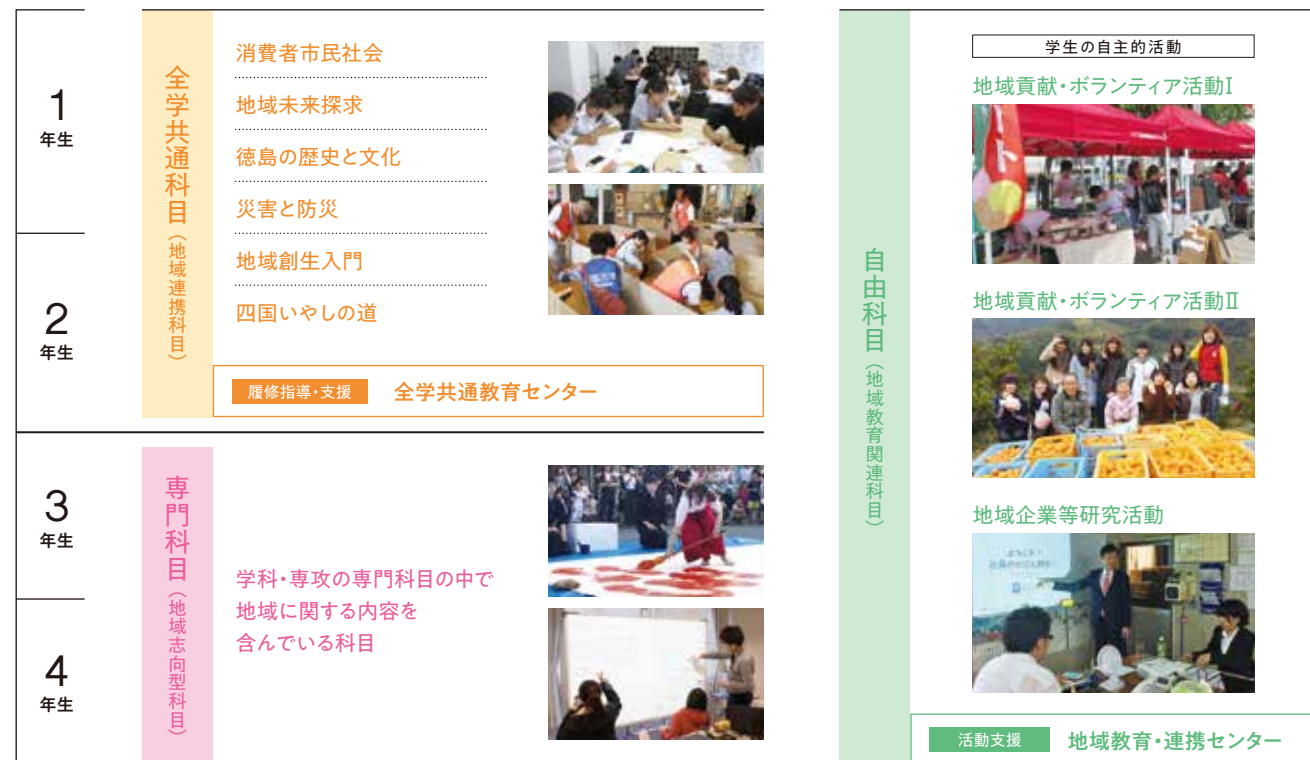 1
年生
2
年生
3
年生
4
年生
全学共通科目（地域連携科目）
消費者市民社会
地域未来探求
徳島の歴史と文化
災害と防災
地域創生入門
四国いやしの道
履修指導・支援
全学共通教育センター
専門科目（地域志向型科目）
学科・専攻の専門科目の中で
地域に関する内容を
含んでいる科目
自由科目（地域教育関連科目）
学生の自主的活動
地域貢献・ボランティア活動Ⅰ
地域貢献・ボランティア活動Ⅱ
地域企業等研究活動
活動支援
地域教育・連携センター